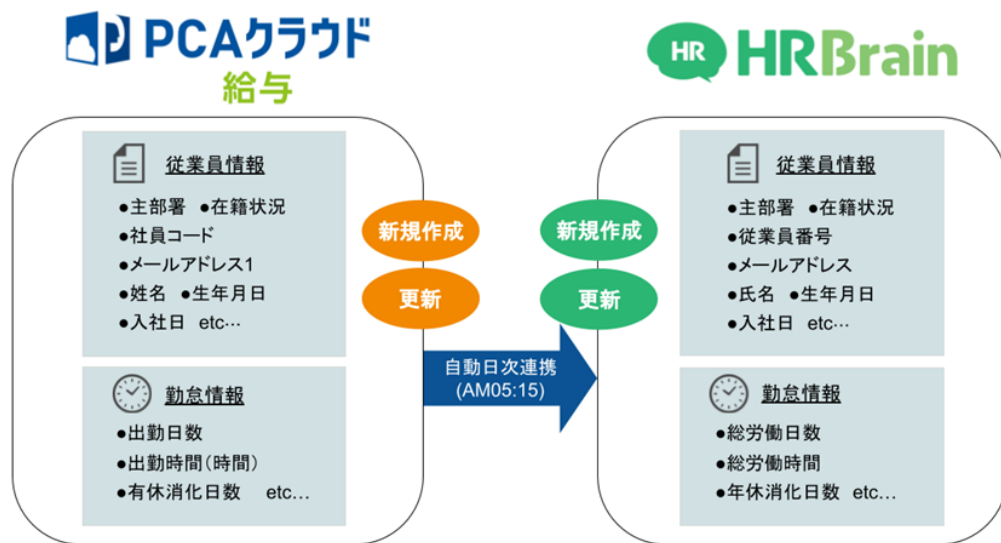 PCAクラウド
給与
HR HRBrain
従業員情報
●主部署 ●在籍状況
●社員コード
●メールアドレス1
●姓名 ●生年月日
●入社日 etc…
勤怠情報
●出勤日数
●出勤時間(時間)
●有休消化日数 etc...
新規作成
更新
自動日次連携
(AM05:15)
新規作成
更新
従業員情報
●主部署 ●在籍状況
●従業員番号
●メールアドレス
●氏名 ●生年月日
●入社日 etc…
勤怠情報
●総労働日数
●総労働時間
●年休消化日数 etc...